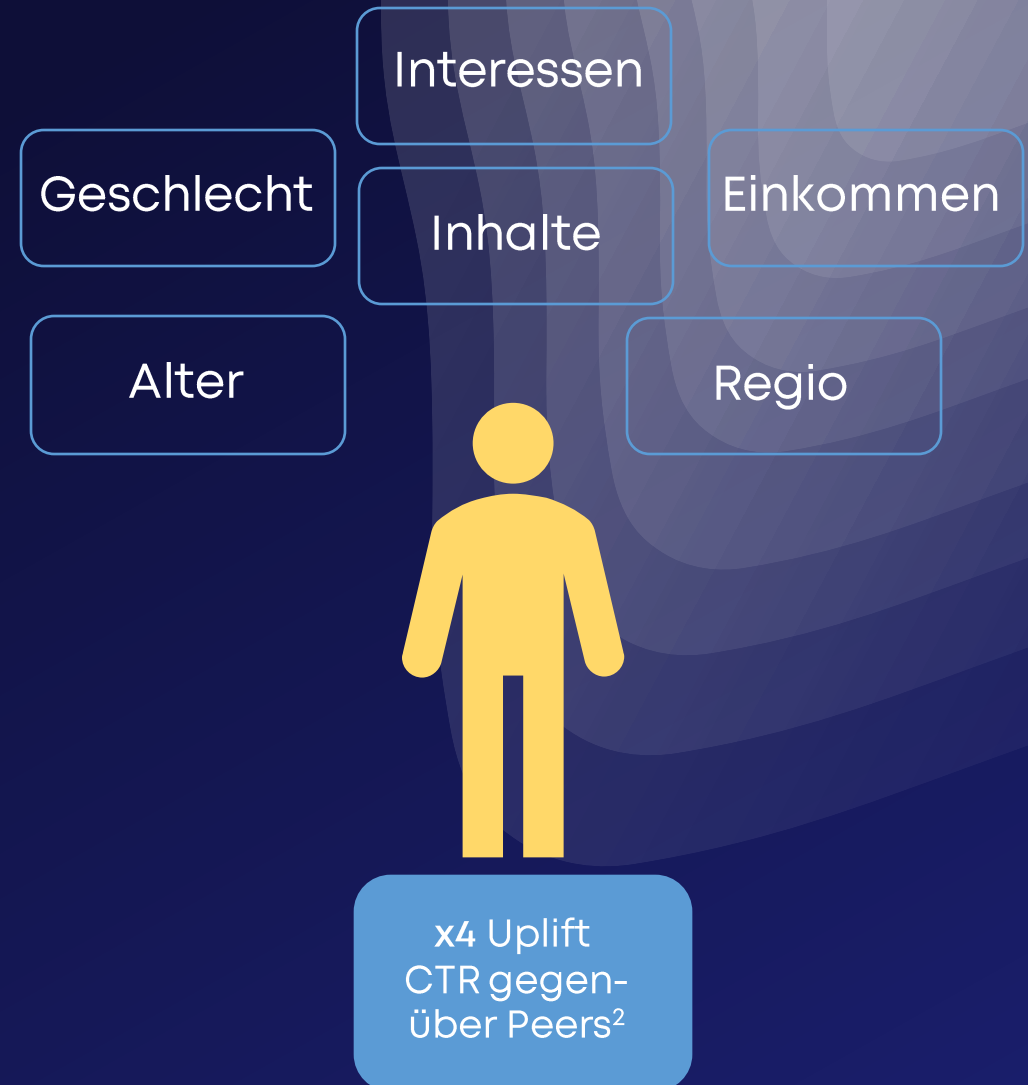 Interessen
Geschlecht
Inhalte
Einkommen
Alter
Regio
x4 Uplift
CTR gegen-
über Peers²